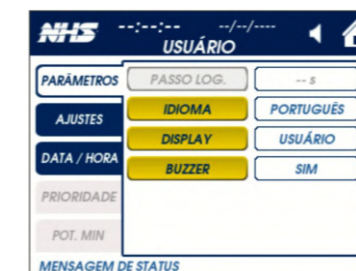 NHS --:--:-- --/--/----
USUÁRIO
PARÂMETROS PASSO LOG. -- s
AJUSTES IDIOMA PORTUGUÊS
DISPLAY USUÁRIO
DATA / HORA BUZZER SIM
PRIORIDADE
POT. MIN
MENSAGEM DE STATUS